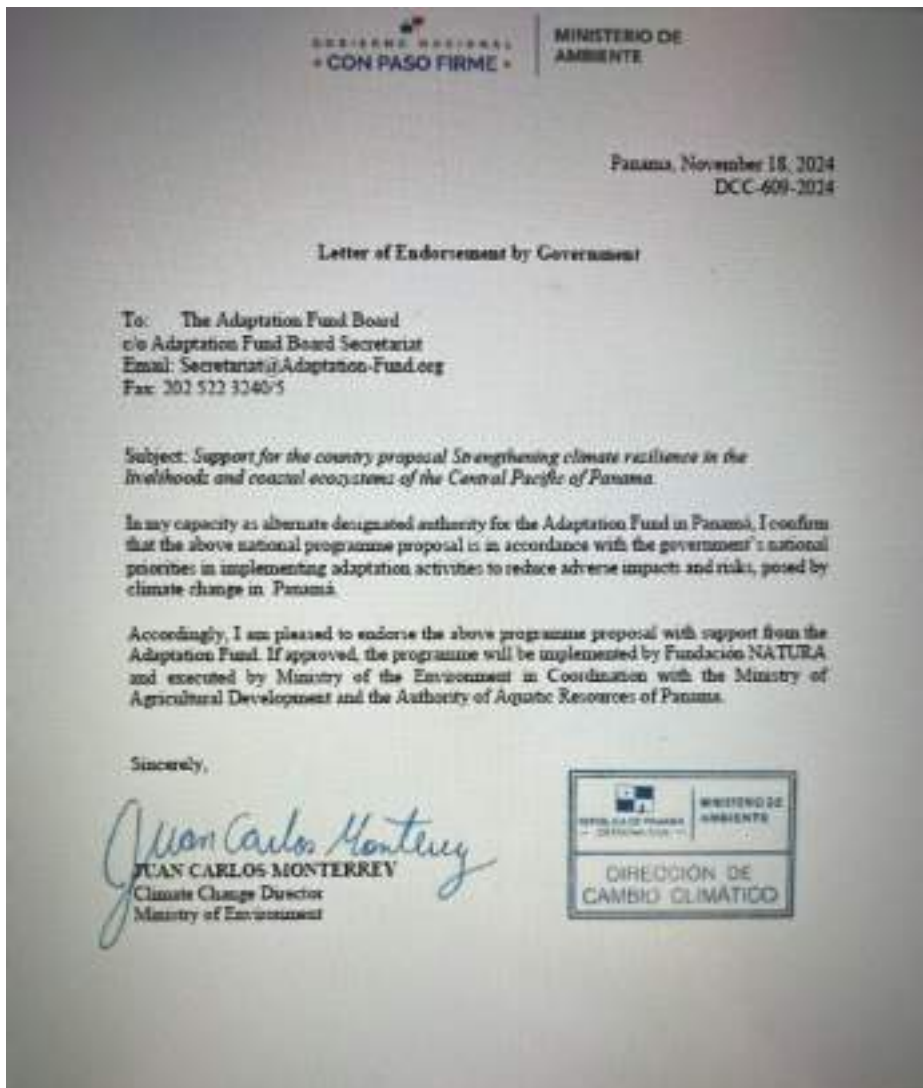 GOBIERNO NACIONAL
• CON PASO FIRME •
MINISTERIO DE
AMBIENTE
Panama, November 18, 2024
DCC-609-2024
Letter of Endorsement by Government
To: The Adaptation Fund Board
c/o Adaptation Fund Board Secretariat
Email: Secretariat@Adaptation-Fund.org
Fax: 202 522 3240/5
Subject: Support for the country proposal Strengthening climate resilience in the
livelihoods and coastal ecosystems of the Central Pacific of Panama.
In my capacity as alternate designated authority for the Adaptation Fund in Panamá, I confirm
that the above national programme proposal is in accordance with the government's national
priorities in implementing adaptation activities to reduce adverse impacts and risks, posed by
climate change in Panamá.
Accordingly, I am pleased to endorse the above programme proposal with support from the
Adaptation Fund. If approved, the programme will be implemented by Fundación NATURA
and executed by Ministry of the Environment in Coordination with the Ministry of
Agricultural Development and the Authority of Aquatic Resources of Panama.
Sincerely,
Juan Carlos Monterrey
JUAN CARLOS MONTERREY
Climate Change Director
Ministry of Environment
REPÚBLICA DE PANAMÁ
MINISTERIO DE
AMBIENTE
DIRECCIÓN DE
CAMBIO CLIMÁTICO